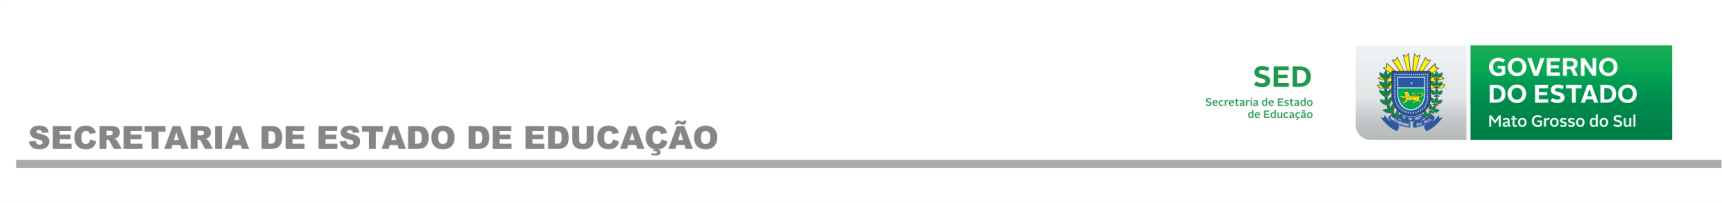 SECRETARIA DE ESTADO DE EDUCAÇÃO
SED
Secretaria de Estado
de Educação
GOVERNO
DO ESTADO
Mato Grosso do Sul